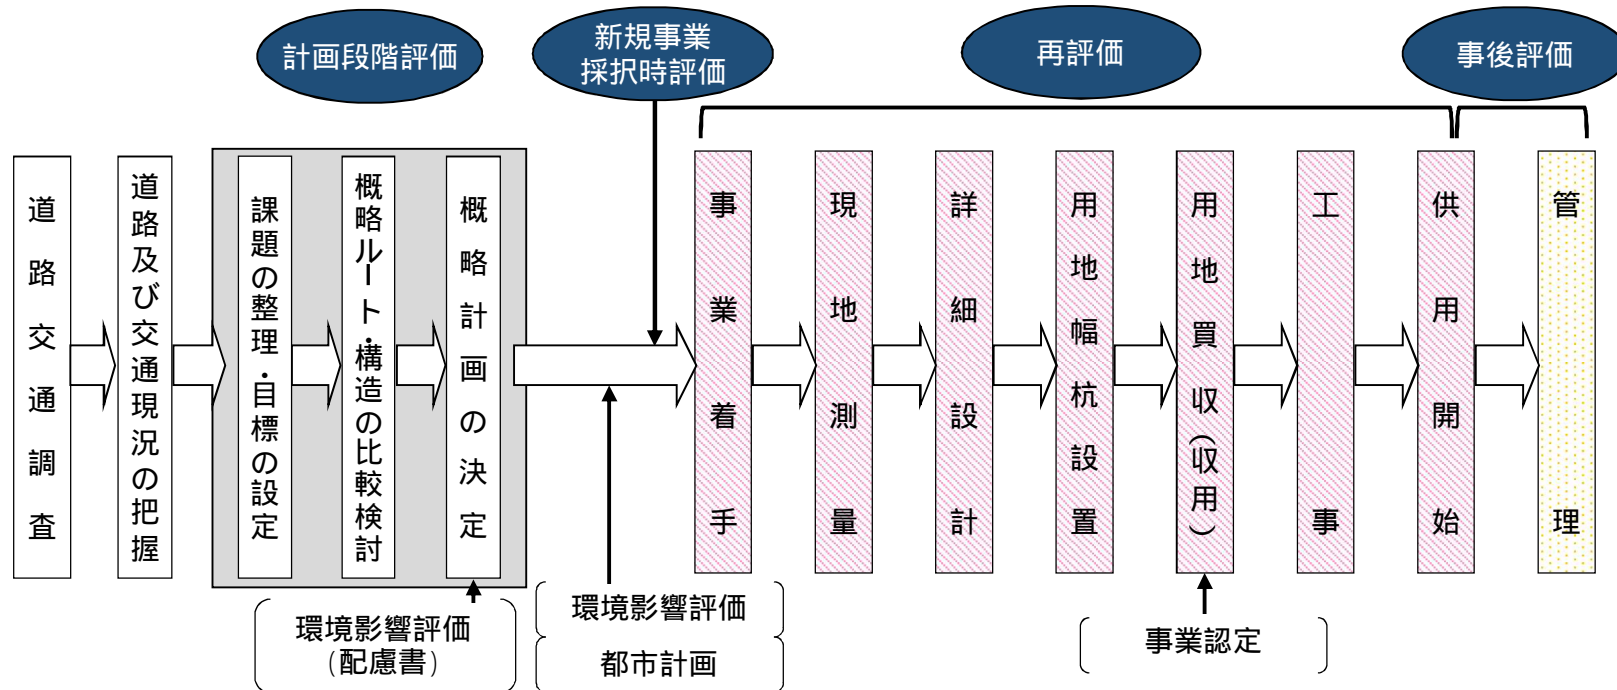 計画段階評価
新規事業
採択時評価
再評価
事後評価
道路交通調査
道路及び交通現況の把握
課題の整理・目標の設定
概略ルート・構造の比較検討
概略計画の決定
事業着手
現地測量
詳細設計
用地幅杭設置
用地買収(収用)
工事
供用開始
管理
環境影響評価
(配慮書)
環境影響評価
都市計画
事業認定